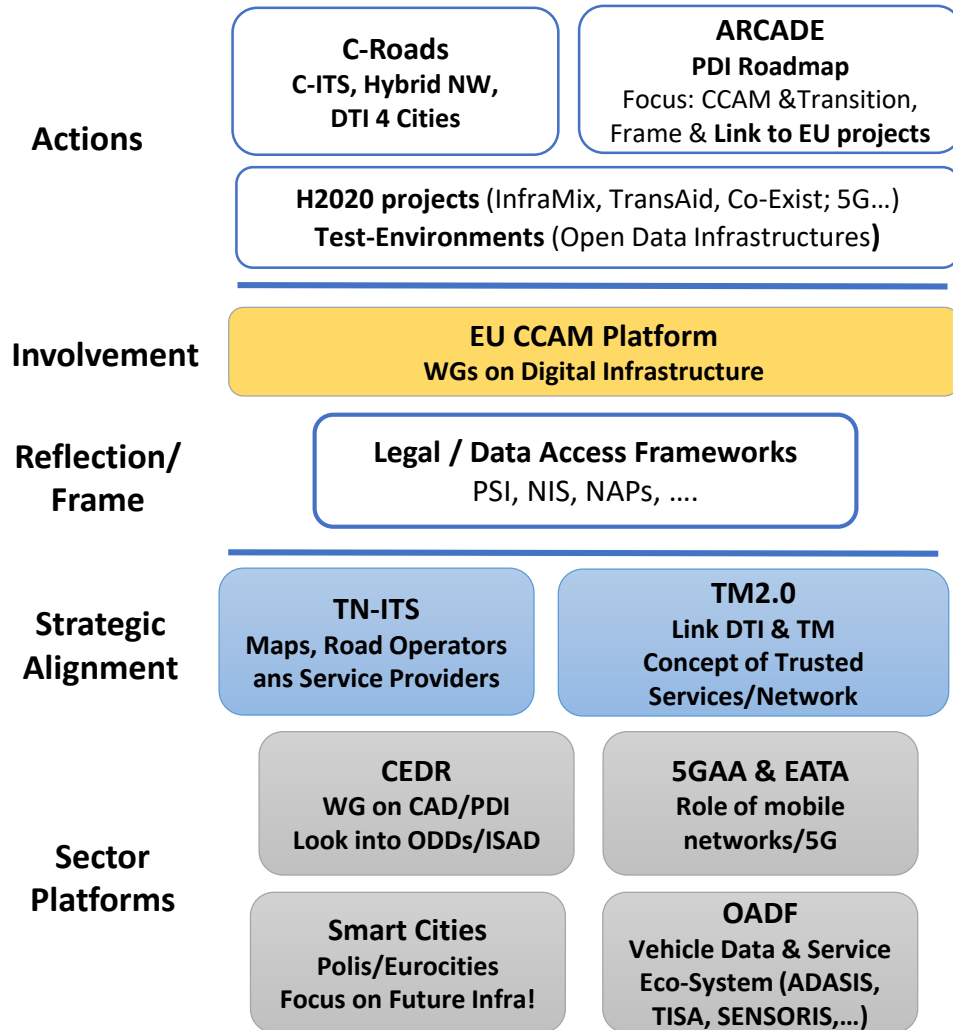 Actions
C-Roads
C-ITS, Hybrid NW,
DTI 4 Cities
ARCADE
PDI Roadmap
Focus: CCAM &Transition,
Frame & Link to EU projects
H2020 projects (InfraMix, TransAid, Co-Exist; 5G…)
Test-Environments (Open Data Infrastructures)
Involvement
EU CCAM Platform
WGs on Digital Infrastructure
Reflection/
Frame
Legal / Data Access Frameworks
PSI, NIS, NAPs, ….
Strategic
Alignment
TN-ITS
Maps, Road Operators
ans Service Providers
TM2.0
Link DTI & TM
Concept of Trusted
Services/Network
Sector
Platforms
CEDR
WG on CAD/PDI
Look into ODDs/ISAD
5GAA & EATA
Role of mobile
networks/5G
Smart Cities
Polis/Eurocities
Focus on Future Infra!
OADF
Vehicle Data & Service
Eco-System (ADASIS,
TISA, SENSORIS,…)